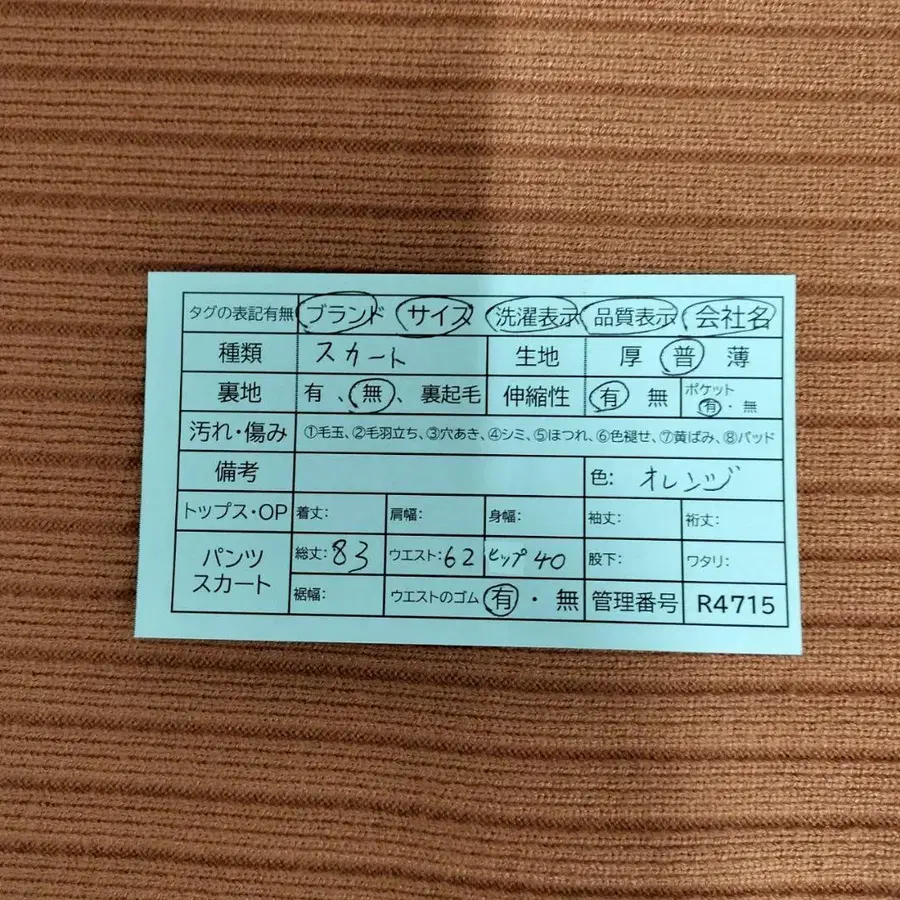 タグの表記有無 ブランド サイズ 洗濯表示 品質表示 会社名
種類 スカート 生地 厚 普 薄
裏地 有、無、裏起毛 伸縮性 有 無 ポケット 有・無
汚れ・傷み ①毛玉、②毛羽立ち、③穴あき、④シミ、⑤ほつれ、⑥色褪せ、⑦黄ばみ、⑧パッド
備考 色: オレンジ
トップス・OP 着丈: 肩幅: 身幅: 袖丈: 裄丈:
パンツ スカート 総丈:83 ウエスト:62 ヒップ 40 股下: ワタリ:
裾幅: ウエストのゴム 有・無 管理番号 R4715